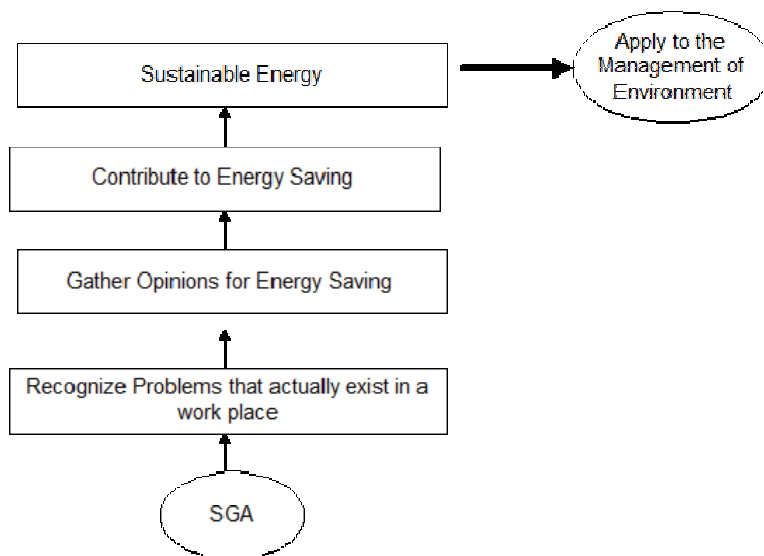 Sustainable Energy
Apply to the
Management of
Environment
Contribute to Energy Saving
Gather Opinions for Energy Saving
Recognize Problems that actually exist in a
work place
SGA